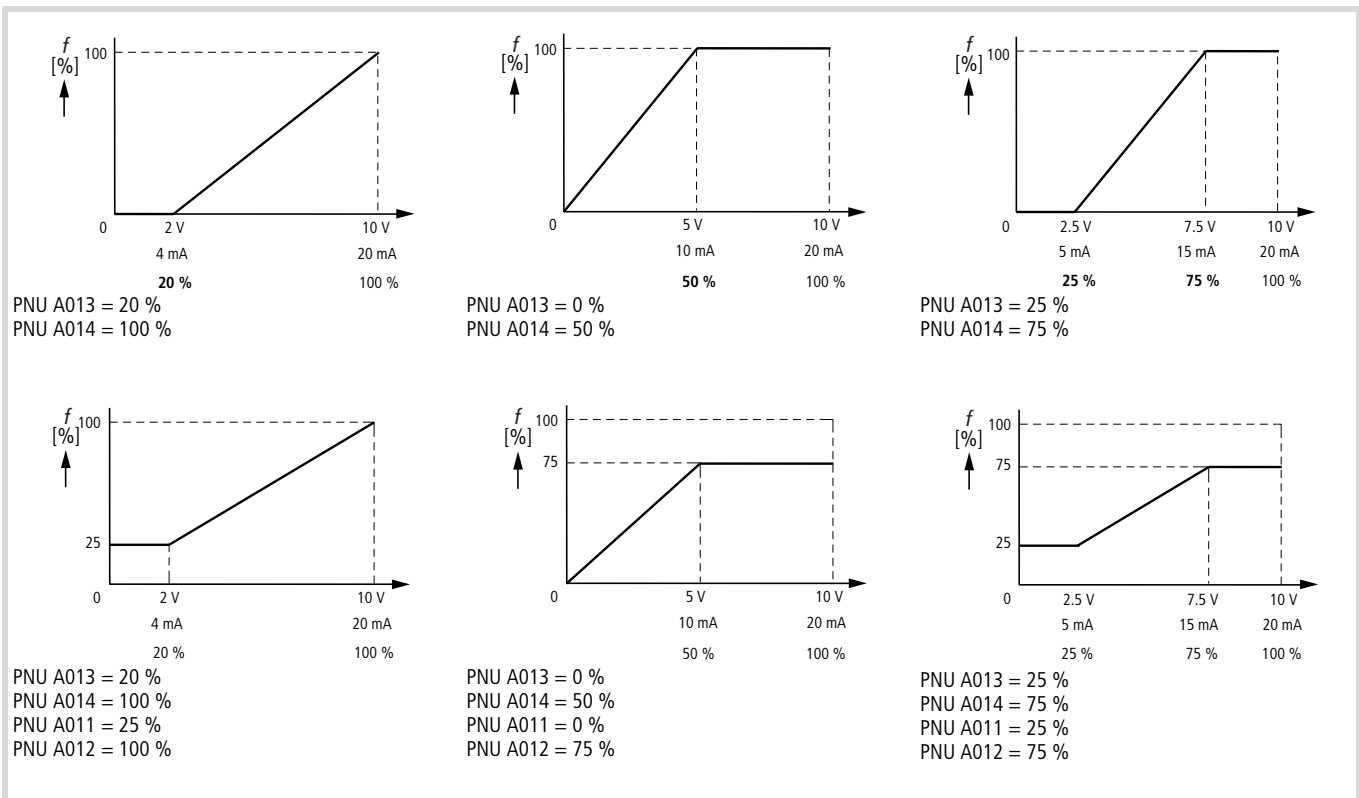 f
[%]
100
0
2 V
10 V
4 mA
20 mA
20 %
100 %
PNU A013 = 20 %
PNU A014 = 100 %
f
[%]
100
0
5 V
10 V
10 mA
20 mA
50 %
100 %
PNU A013 = 0 %
PNU A014 = 50 %
f
[%]
100
0
2.5 V
7.5 V
10 V
5 mA
15 mA
20 mA
25 %
75 %
100 %
PNU A013 = 25 %
PNU A014 = 75 %
f
[%]
100
25
0
2 V
10 V
4 mA
20 mA
20 %
100 %
PNU A013 = 20 %
PNU A014 = 100 %
PNU A011 = 25 %
PNU A012 = 100 %
f
[%]
100
75
0
5 V
10 V
10 mA
20 mA
50 %
100 %
PNU A013 = 0 %
PNU A014 = 50 %
PNU A011 = 0 %
PNU A012 = 75 %
f
[%]
100
75
25
0
2.5 V
7.5 V
10 V
5 mA
15 mA
20 mA
25 %
75 %
100 %
PNU A013 = 25 %
PNU A014 = 75 %
PNU A011 = 25 %
PNU A012 = 75 %